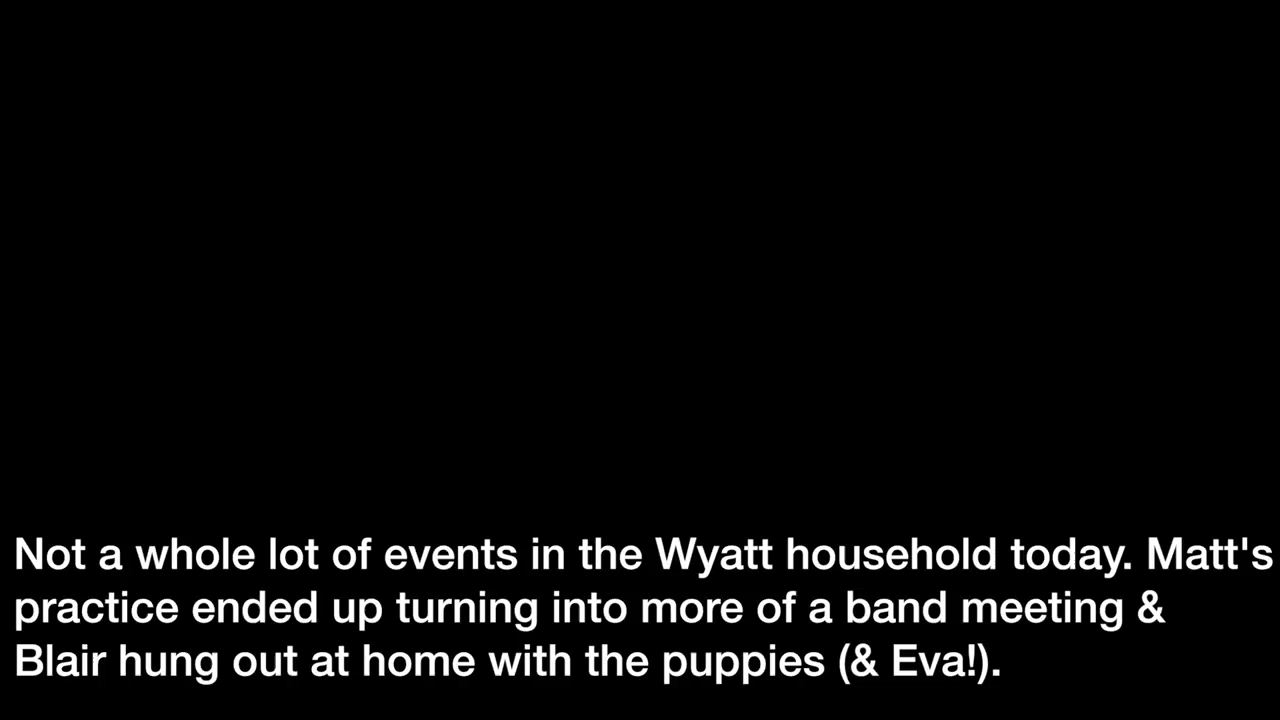 Not a whole lot of events in the Wyatt household today. Matt's
practice ended up turning into more of a band meeting &
Blair hung out at home with the puppies (& Eva!).